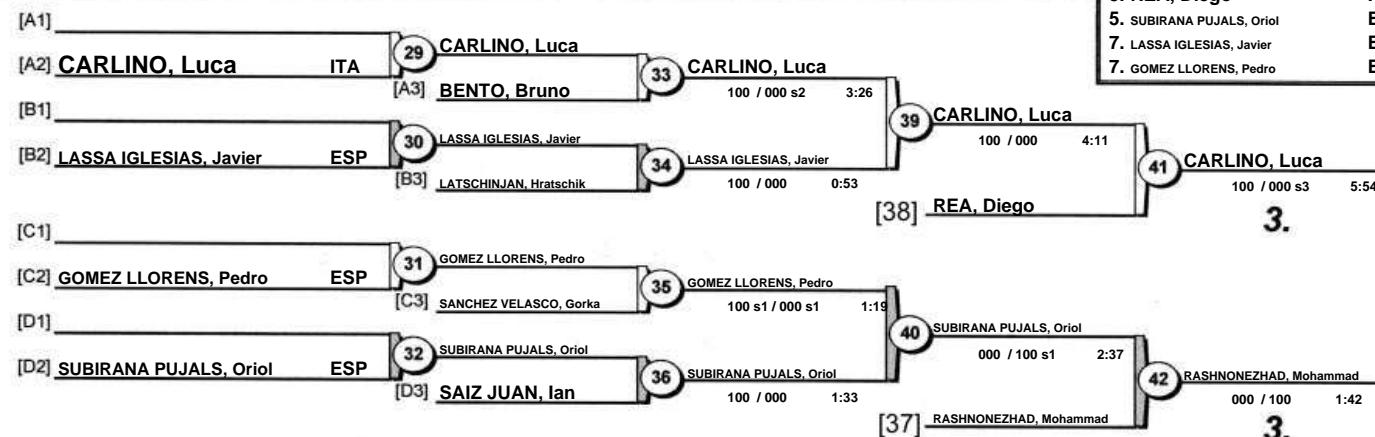 5. SUBIRANA PUJALS, Oriol
7. LASSA IGLESIAS, Javier
7. GOMEZ LLORENS, Pedro
[A1]
[A2] CARLINO, Luca ITA
29 CARLINO, Luca
[A3] BENTO, Bruno
33 CARLINO, Luca
100 / 000 s2 3:26
[B1]
[B2] LASSA IGLESIAS, Javier ESP
30 LASSA IGLESIAS, Javier
[B3] LATSCHINJAN, Hratschik
34 LASSA IGLESIAS, Javier
100 / 000 0:53
39 CARLINO, Luca
100 / 000 4:11
[38] REA, Diego
41 CARLINO, Luca
100 / 000 s3 5:54
3.
[C1]
[C2] GOMEZ LLORENS, Pedro ESP
31 GOMEZ LLORENS, Pedro
[C3] SANCHEZ VELASCO, Gorka
35 GOMEZ LLORENS, Pedro
100 s1 / 000 s1 1:19
[D1]
[D2] SUBIRANA PUJALS, Oriol ESP
32 SUBIRANA PUJALS, Oriol
[D3] SAIZ JUAN, Ian
36 SUBIRANA PUJALS, Oriol
100 / 000 1:33
40 SUBIRANA PUJALS, Oriol
000 / 100 s1 2:37
[37] RASHNONEZHAD, Mohammad
42 RASHNONEZHAD, Mohammad
000 / 100 1:42
3.